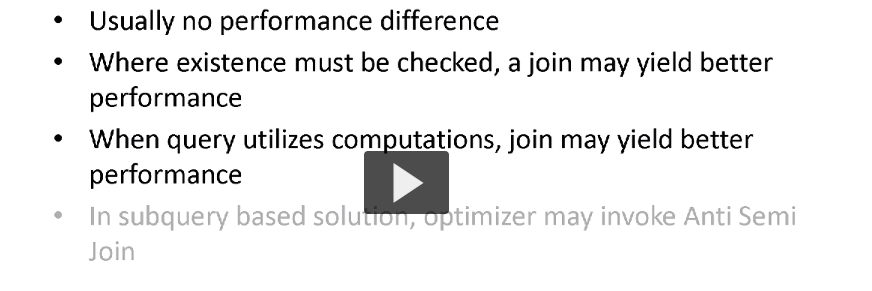 • Usually no performance difference
• Where existence must be checked, a join may yield better
performance
• When query utilizes computations, join may yield better
performance
• In subquery based solution, optimizer may invoke Anti Semi
Join